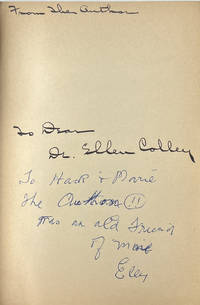 From The Author
To Dear
Dr. Ellen Colley
To Hack & Marie
The Author !!
was an old Friend
of mine
Elly